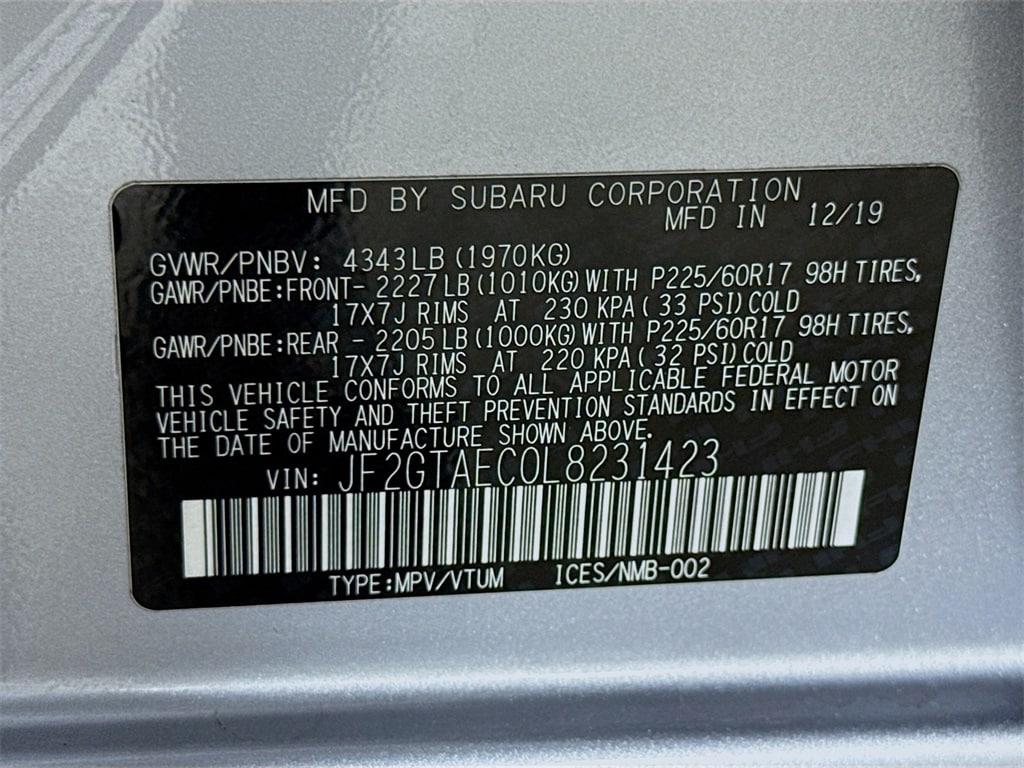 MFD BY SUBARU CORPORATION
MFD IN 12/19
GVWR/PNBV: 4343LB (1970KG)
GAWR/PNBE:FRONT- 2227 LB (1010KG) WITH P225/60R17 98H TIRES,
17X7J RIMS AT 230 KPA ( 33 PSI) COLD
GAWR/PNBE:REAR - 2205 LB (1000KG) WITH P225/60R17 98H TIRES,
17X7J RIMS AT 220 KPA ( 32 PSI) COLD
THIS VEHICLE CONFORMS TO ALL APPLICABLE FEDERAL MOTOR
VEHICLE SAFETY AND THEFT PREVENTION STANDARDS IN EFFECT ON
THE DATE OF MANUFACTURE SHOWN ABOVE.
VIN: JF2GTAEC0L8231423
TYPE:MPV/VTUM ICES/NMB-002